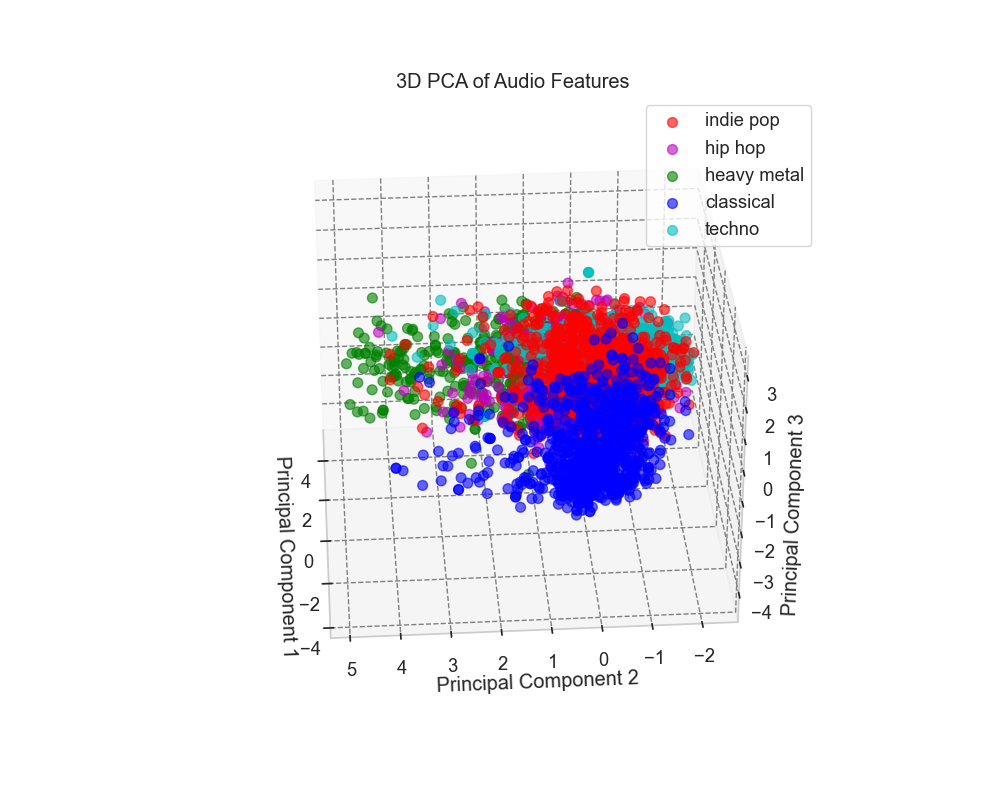 3D PCA of Audio Features
indie pop
hip hop
heavy metal
classical
techno
4
2
0
−2
−4
Principal Component 1
5
4
3
2
1
0
−1
−2
Principal Component 2
3
2
1
0
−1
−2
−3
−4
Principal Component 3